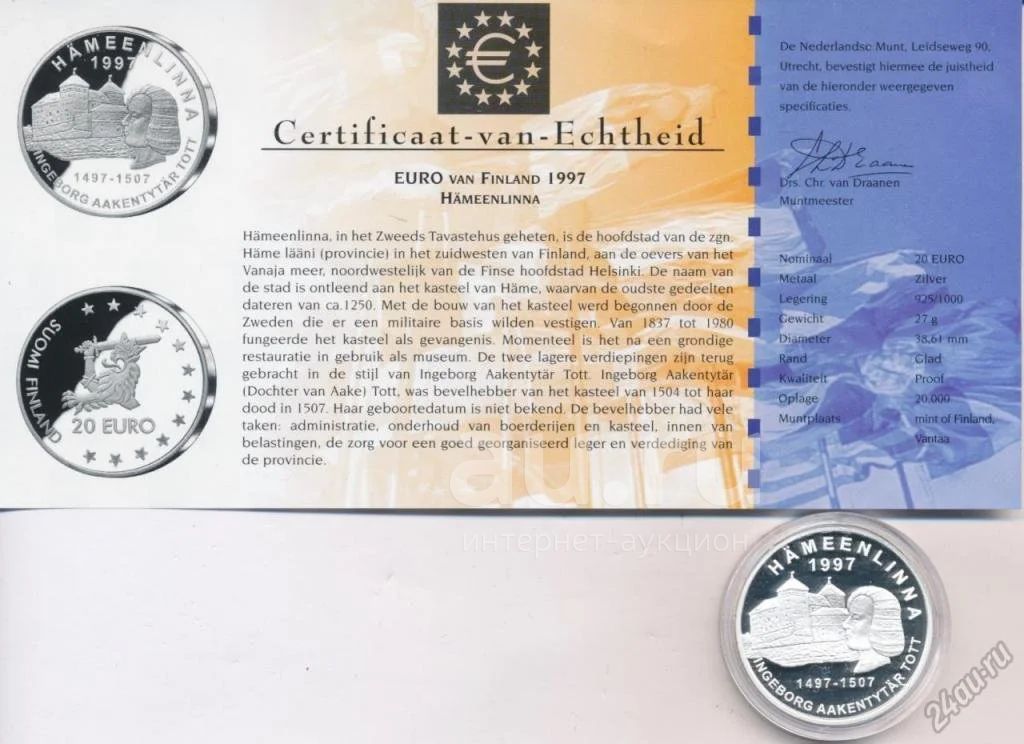 HÄMEENLINNA
1997
1497-1507
INGEBORG AAKENTYTÄR TOTT
SUOMI FINLAND
20 EURO
€
Certificaat-van-Echtheid
EURO VAN FINLAND 1997
HÄMEENLINNA
Hämeenlinna, in het Zweeds Tavastehus geheten, is de hoofdstad van de zgn.
Häme lääni (provincie) in het zuidwesten van Finland, aan de oevers van het
Vanaja meer, noordwestelijk van de Finse hoofdstad Helsinki. De naam van
de stad is ontleend aan het kasteel van Häme, waarvan de oudste gedeelten
dateren van ca.1250. Met de bouw van het kasteel werd begonnen door de
Zweden die er een militaire basis wilden vestigen. Van 1837 tot 1980
fungeerde het kasteel als gevangenis. Momenteel is het na een grondige
restauratie in gebruik als museum. De twee lagere verdiepingen zijn terug
gebracht in de stijl van Ingeborg Aakentytär Tott. Ingeborg Aakentytär
(Dochter van Aake) Tott, was bevelhebber van het kasteel van 1504 tot haar
dood in 1507. Haar geboortedatum is niet bekend. De bevelhebber had vele
taken: administratie, onderhoud van boerderijen en kasteel, innen van
belastingen, de zorg voor een goed georganiseerd leger en verdediging van
de provincie.
De Nederlandse Munt, Leidseweg 90,
Utrecht, bevestigt hiermee de juistheid
van de hieronder weergegeven
specificaties.
Drs. Chr. van Draanen
Muntmeester
Nominaal 20 EURO
Metaal Zilver
Legering 925/1000
Gewicht 27 g
Diameter 38,61 mm
Rand Glad
Kwaliteit Proof
Oplage 20.000
Muntplaats mint of Finland,
Vantaa
au.ru
интернет-аукцион
HÄMEENLINNA
1997
1497-1507
INGEBORG AAKENTYTÄR TOTT
24au.ru